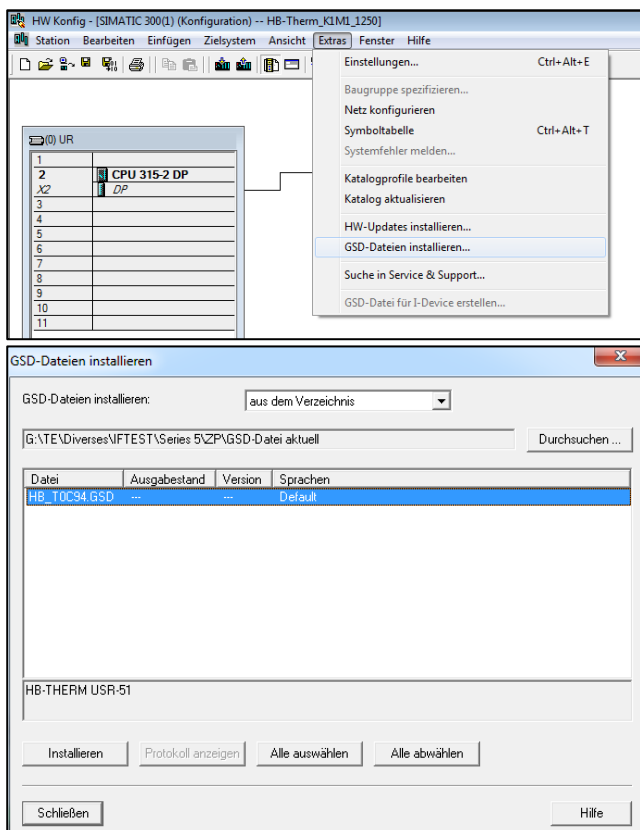 HW Konfig - [SIMATIC 300(1) (Konfiguration) -- HB-Therm_K1M1_1250]
Station Bearbeiten Einfügen Zielsystem Ansicht Extras Fenster Hilfe
Einstellungen... Ctrl+Alt+E
Baugruppe spezifizieren...
Netz konfigurieren
Symboltabelle Ctrl+Alt+T
Systemfehler melden...
Katalogprofile bearbeiten
Katalog aktualisieren
HW-Updates installieren...
GSD-Dateien installieren...
Suche in Service & Support...
GSD-Datei für I-Device erstellen...
(0) UR
1
2 CPU 315-2 DP
X2 DP
3
4
5
6
7
8
9
10
11
GSD-Dateien installieren
GSD-Dateien installieren: aus dem Verzeichnis
G:\TE\Diverses\IFTEST\Series 5\ZP\GSD-Datei aktuell Durchsuchen ...
Datei Ausgabestand Version Sprachen
HB_T0C94.GSD --- --- Default
HB-THERM USR-51
Installieren Protokoll anzeigen Alle auswählen Alle abwählen
Schließen Hilfe